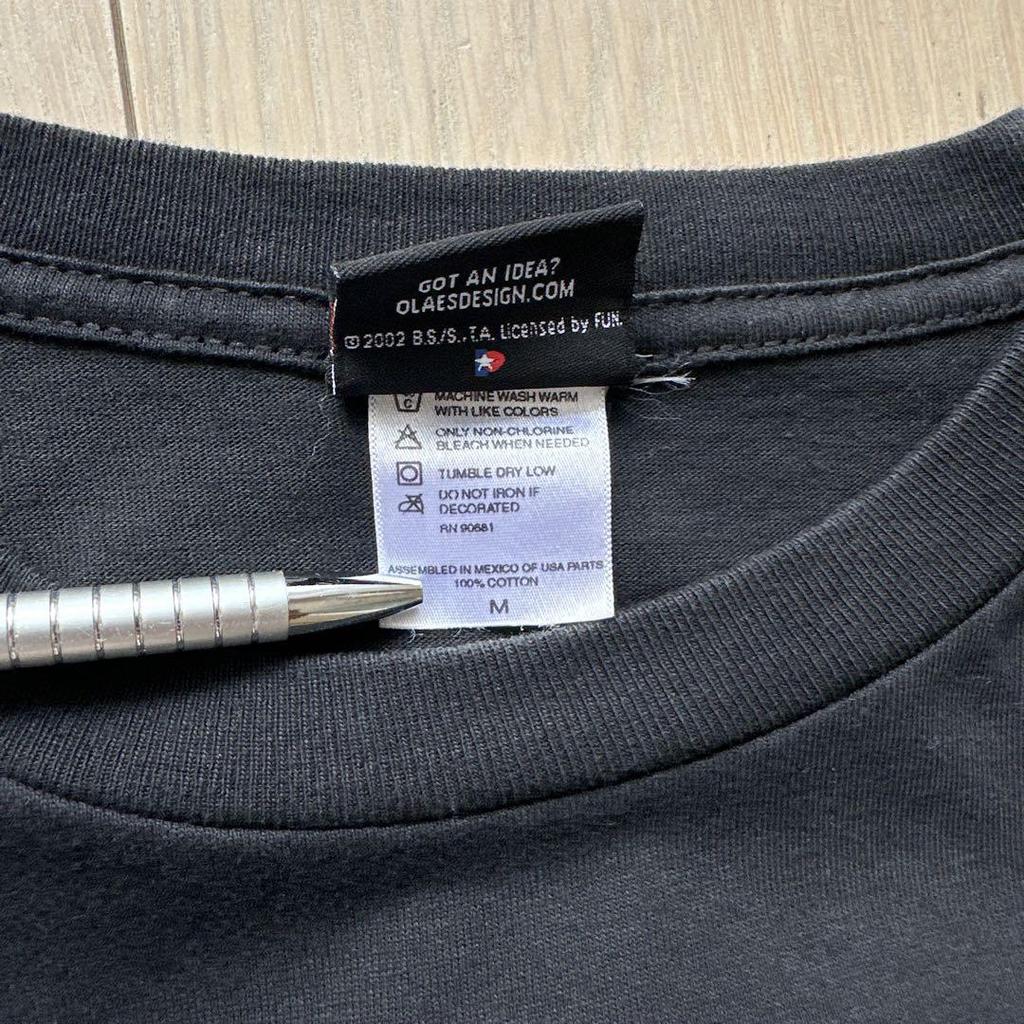 GOT AN IDEA?
OLAESDESIGN.COM
©2002 B.S./S., T.A. Licensed by FUN.
MACHINE WASH WARM
WITH LIKE COLORS
ONLY NON-CHLORINE
BLEACH WHEN NEEDED
TUMBLE DRY LOW
DO NOT IRON IF
DECORATED
RN 90681
ASSEMBLED IN MEXICO OF USA PARTS
100% COTTON
M